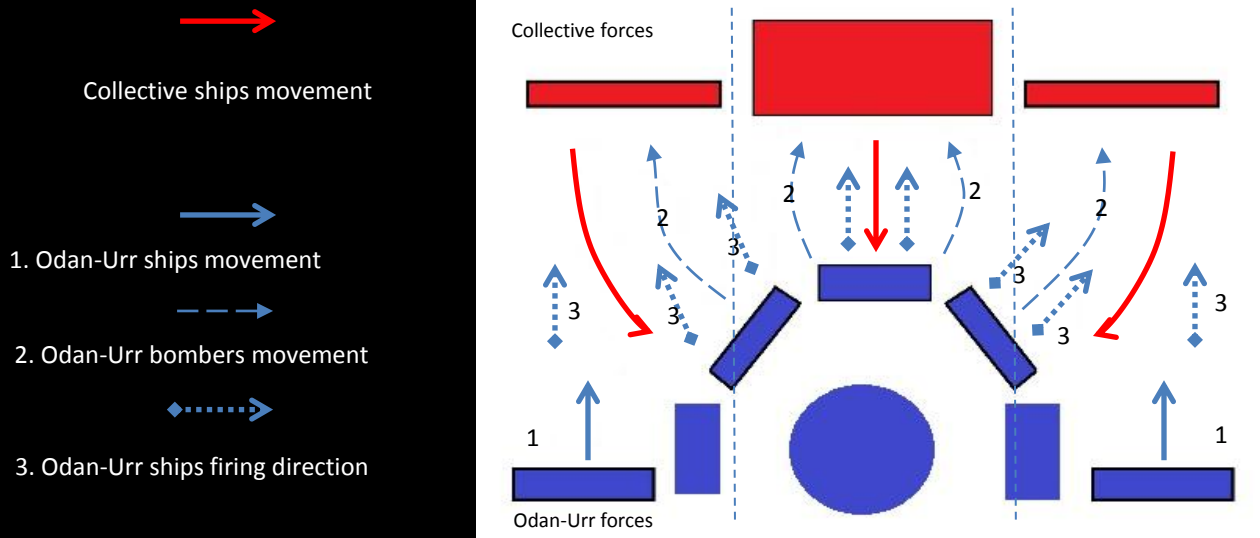 Collective ships movement
1. Odan-Urr ships movement
2. Odan-Urr bombers movement
3. Odan-Urr ships firing direction
Collective forces
2
2
2
2
3
3
3
3
3
3
1
1
Odan-Urr forces